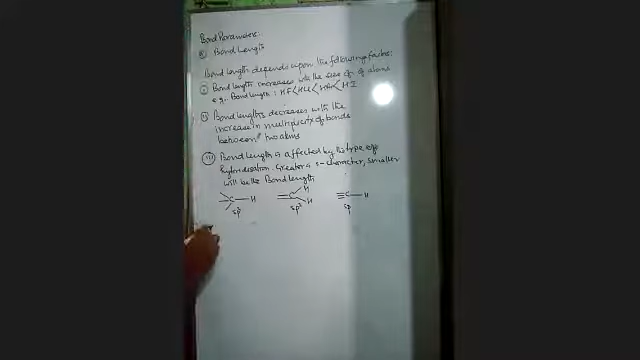 Bond Parameters:
Bond Length
Bond length depends upon the following factors:
(i) Bond length increases with the size of atoms
e.g. Bond length : HF < HCl < HBr < HI
(ii) Bond lengths decreases with the
increase in multiplicity of bonds
between two atoms
(iii) Bond length is affected by the type of
hybridisation. Greater is s-character, smaller
will be the Bond length
C H C H H C H
sp³ sp² sp